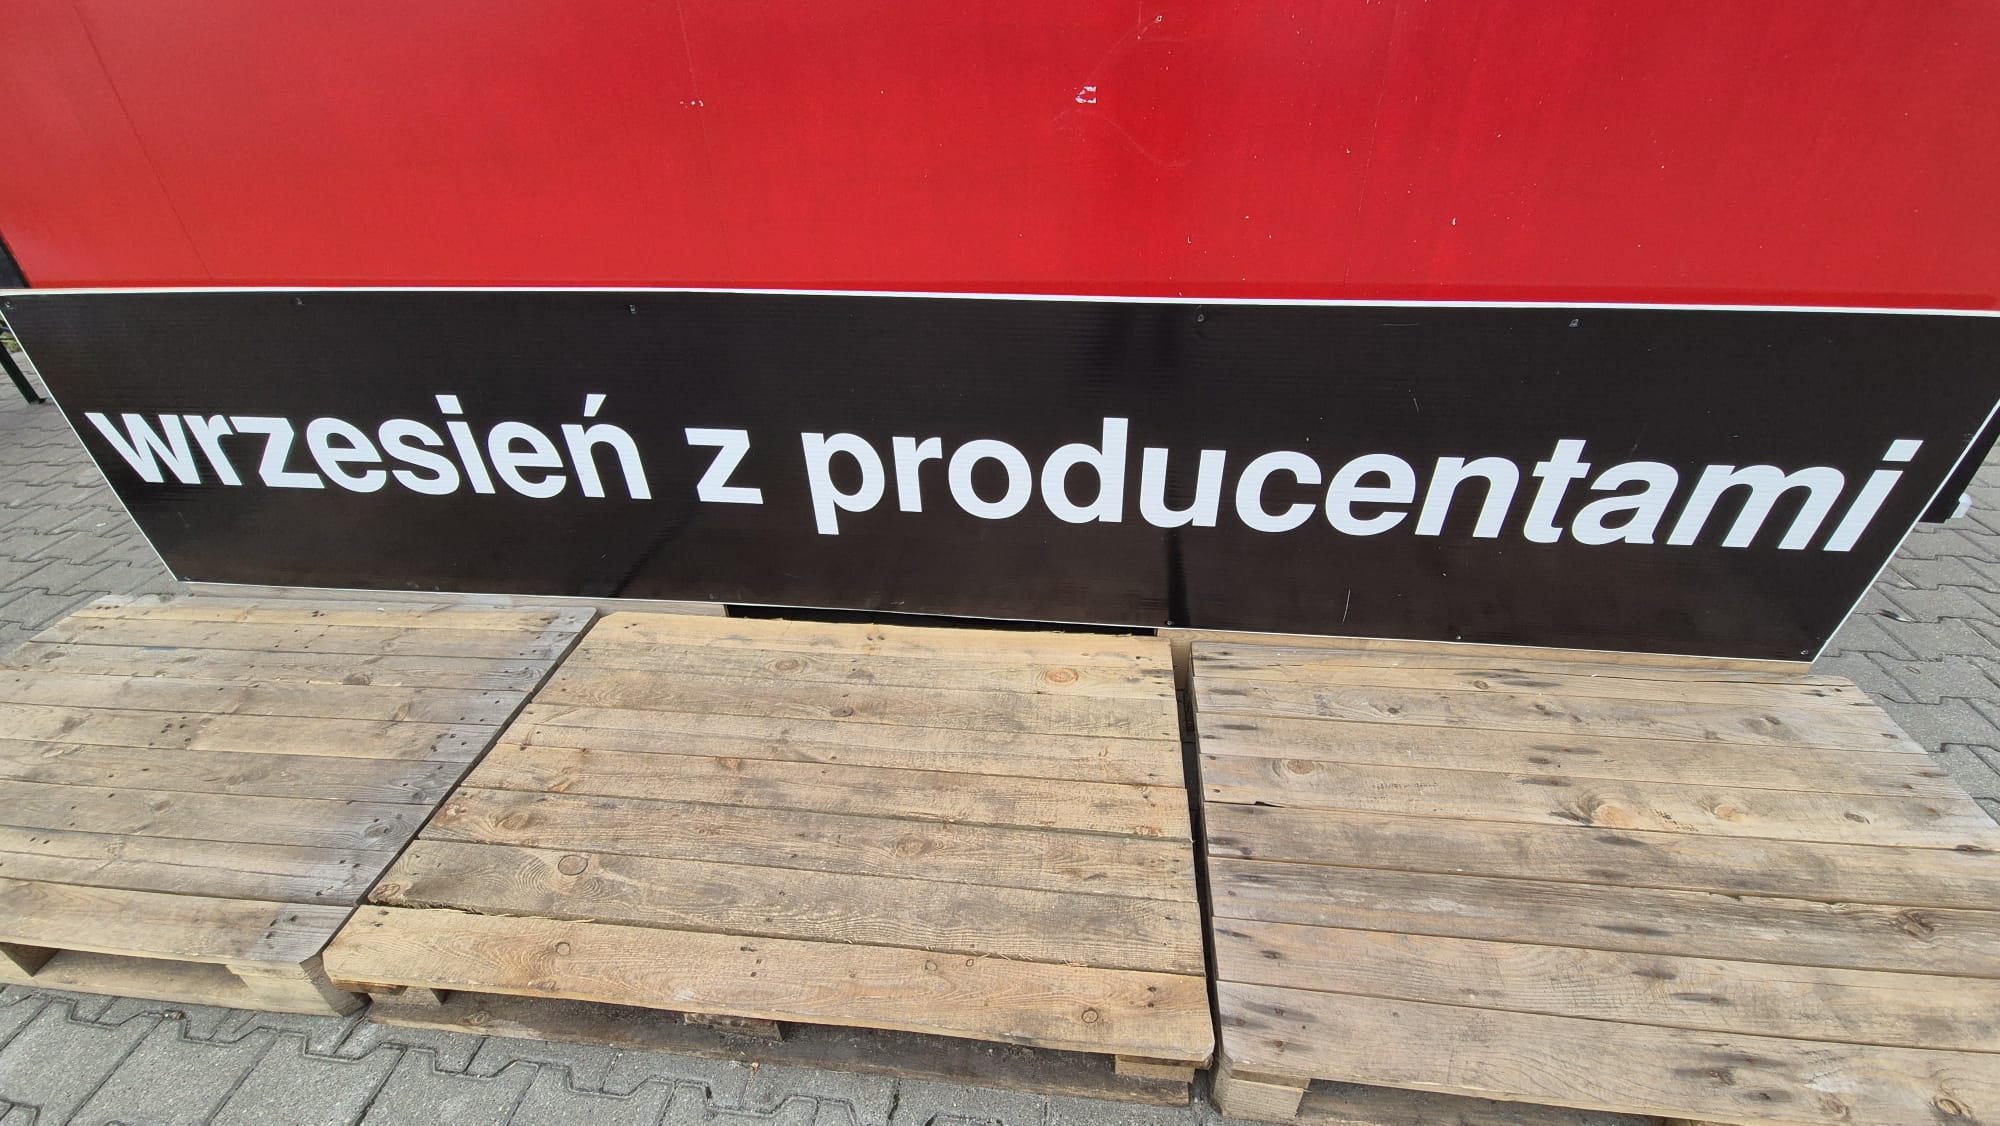 wrzesień z producentami